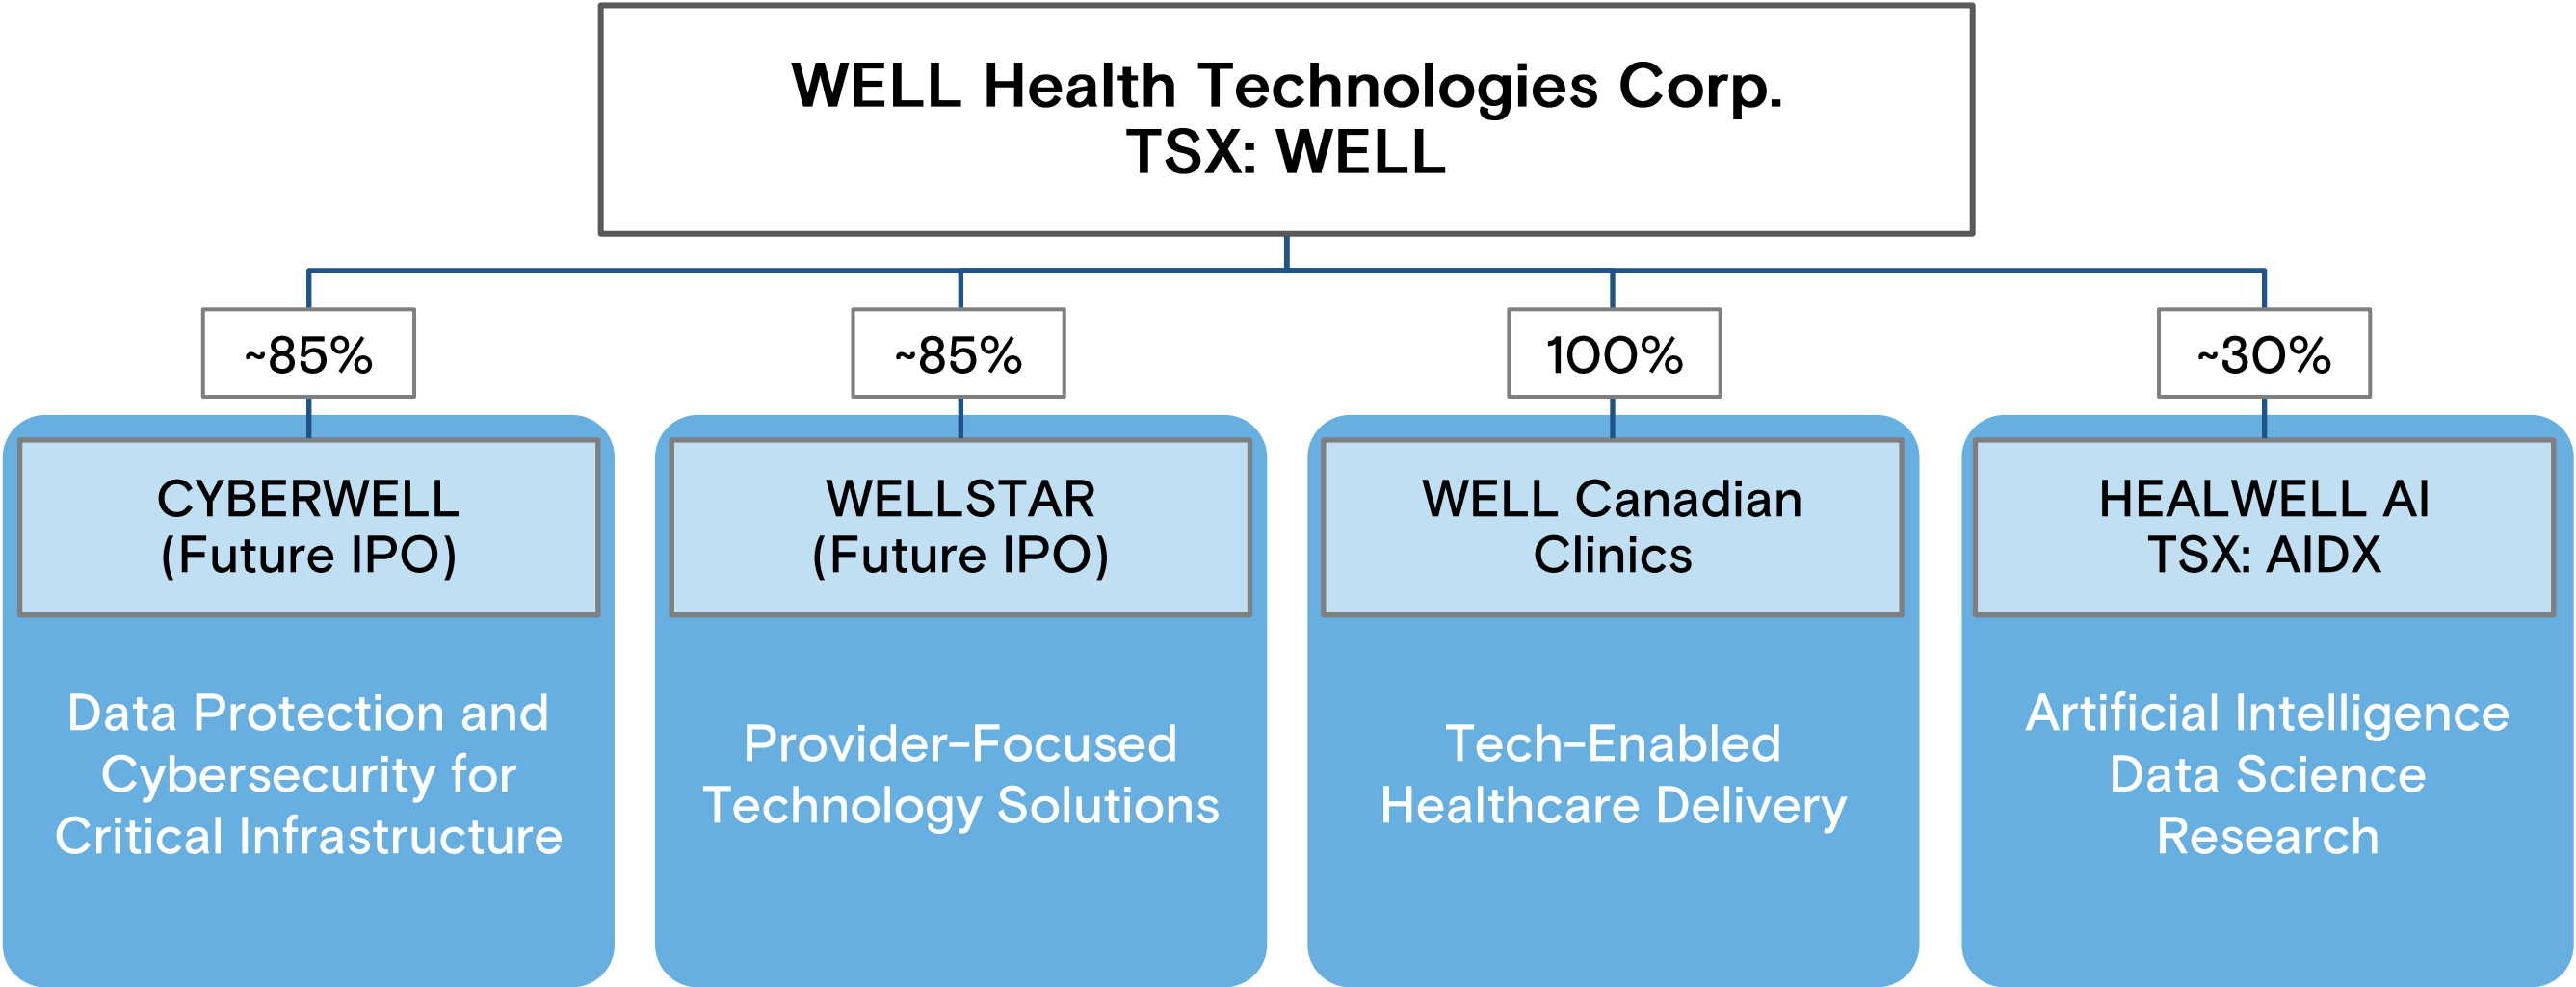 WELL Health Technologies Corp.
TSX: WELL
~85%
~85%
100%
~30%
CYBERWELL
(Future IPO)
Data Protection and
Cybersecurity for
Critical Infrastructure
WELLSTAR
(Future IPO)
Provider-Focused
Technology Solutions
WELL Canadian
Clinics
Tech-Enabled
Healthcare Delivery
HEALWELL AI
TSX: AIDX
Artificial Intelligence
Data Science
Research